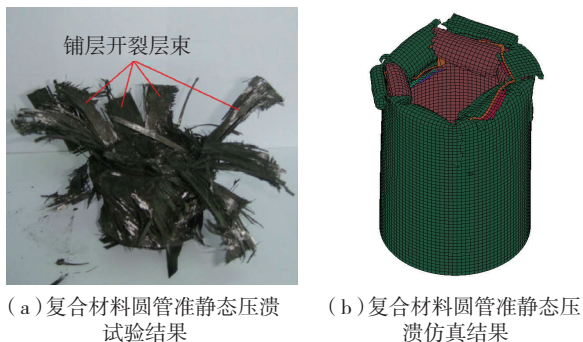 铺层开裂层束
（a）复合材料圆管准静态压溃
试验结果
（b）复合材料圆管准静态压
溃仿真结果